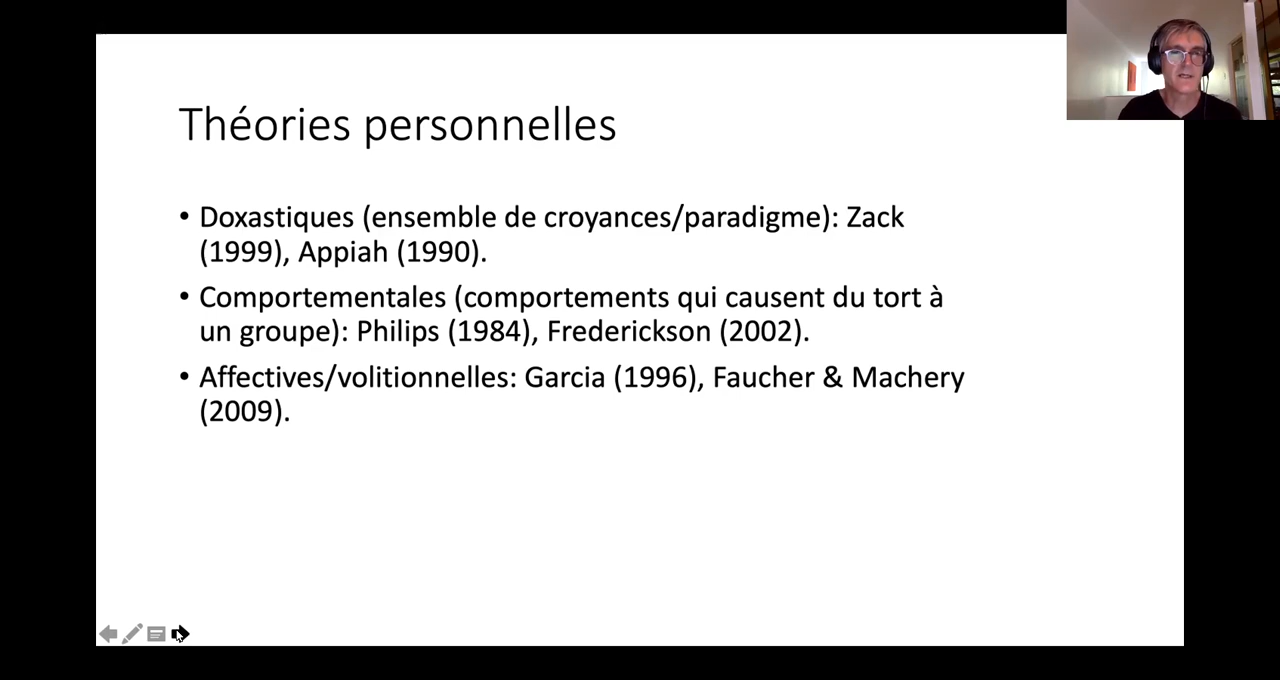 Théories personnelles
• Doxastiques (ensemble de croyances/paradigme): Zack
(1999), Appiah (1990).
• Comportementales (comportements qui causent du tort à
un groupe): Philips (1984), Frederickson (2002).
• Affectives/volitionnelles: Garcia (1996), Faucher & Machery
(2009).